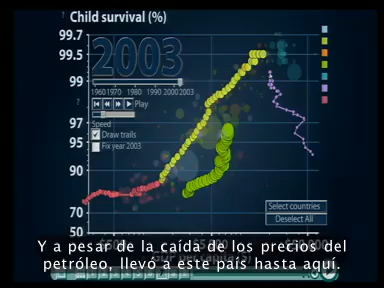 Child survival (%)
99.7
99.5
99
97
95
90
70
50
2003
1960 1970 1980 1990 2000 2003
Play
Speed
Draw trails
Fix year 2003
Select countries
Deselect All
Y a pesar de la caída de los precios del
petróleo, llevó a este país hasta aquí.